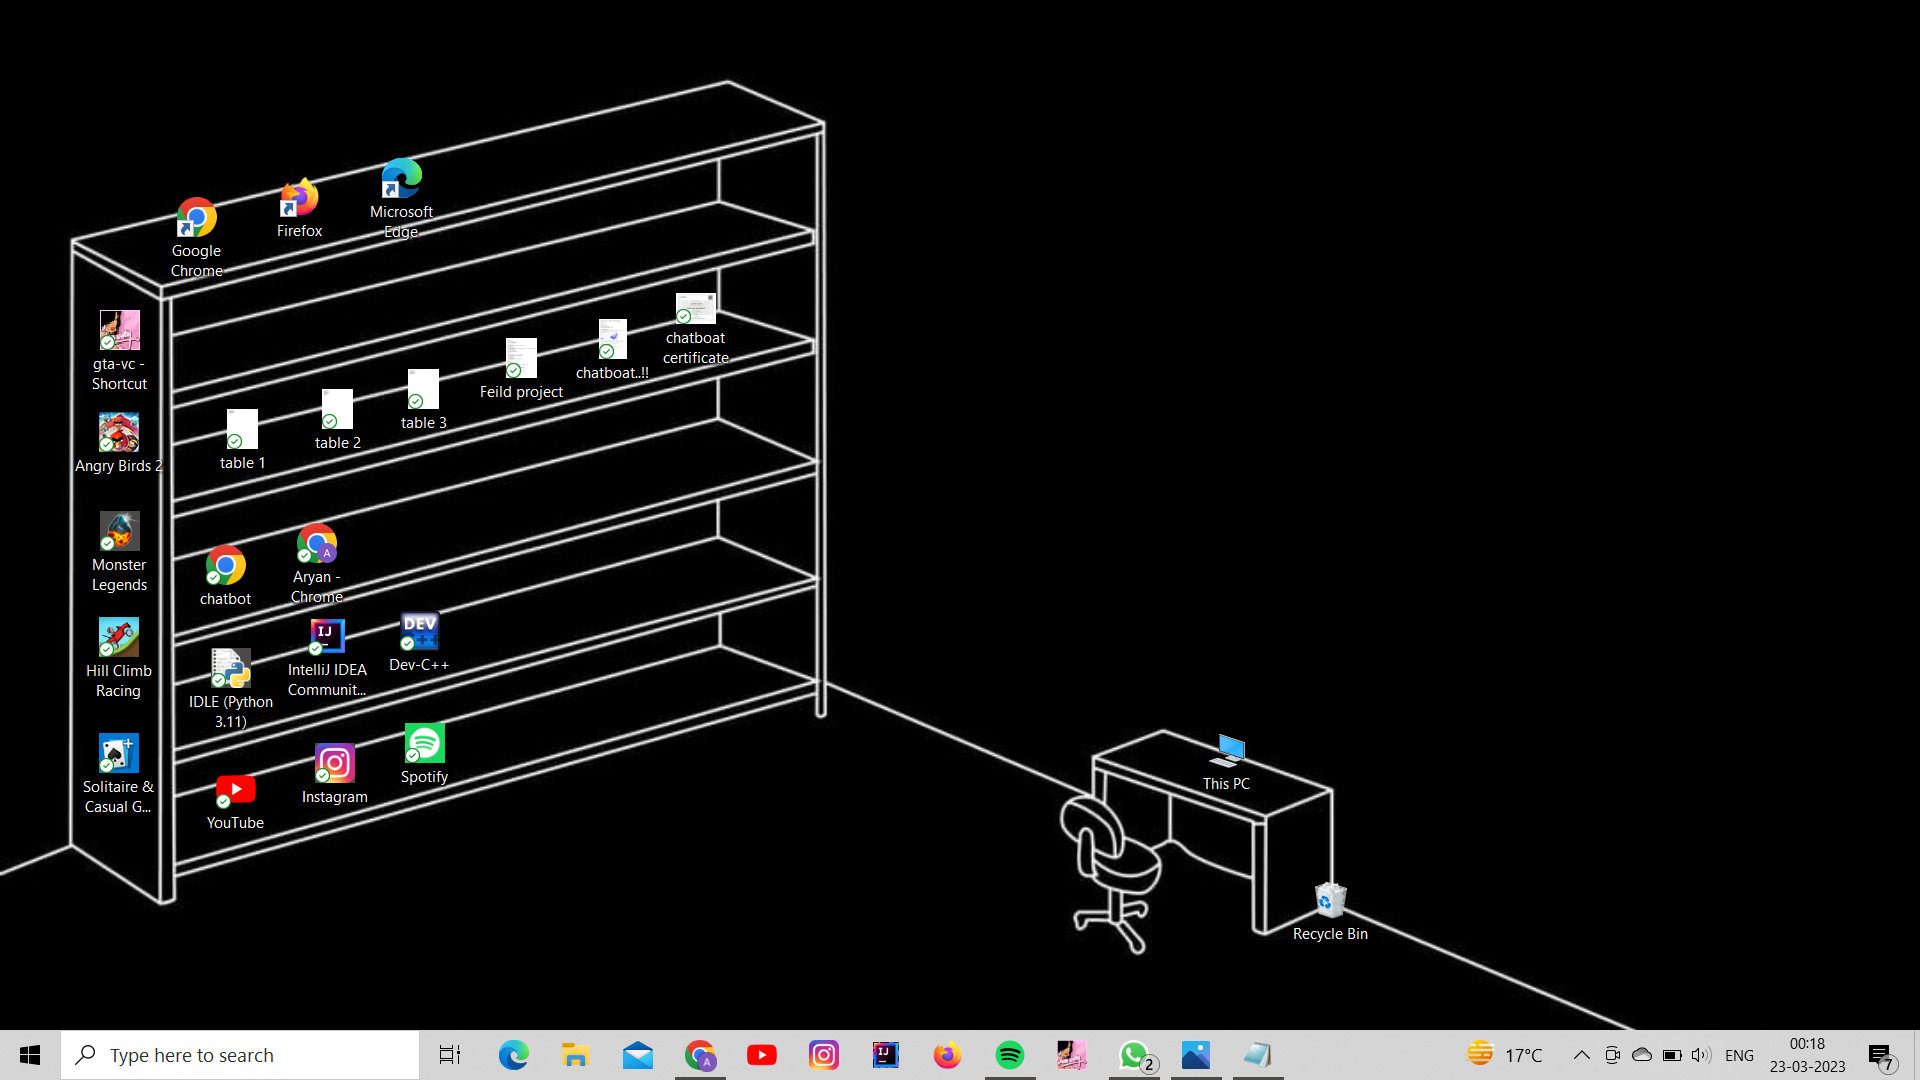 Google
Chrome
Firefox
Microsoft
Edge
gta-vc -
Shortcut
Angry Birds 2
Monster
Legends
Hill Climb
Racing
Solitaire &
Casual G...
table 1
table 2
table 3
Feild project
chatboat..!!
chatboat
certificate
chatbot
A
Aryan -
Chrome
IDLE (Python
3.11)
IJ
IntelliJ IDEA
Communit...
DEV
Dev-C++
YouTube
Instagram
Spotify
This PC
Recycle Bin
Type here to search
A
IJ
2
17°C
ENG
00:18
23-03-2023
7